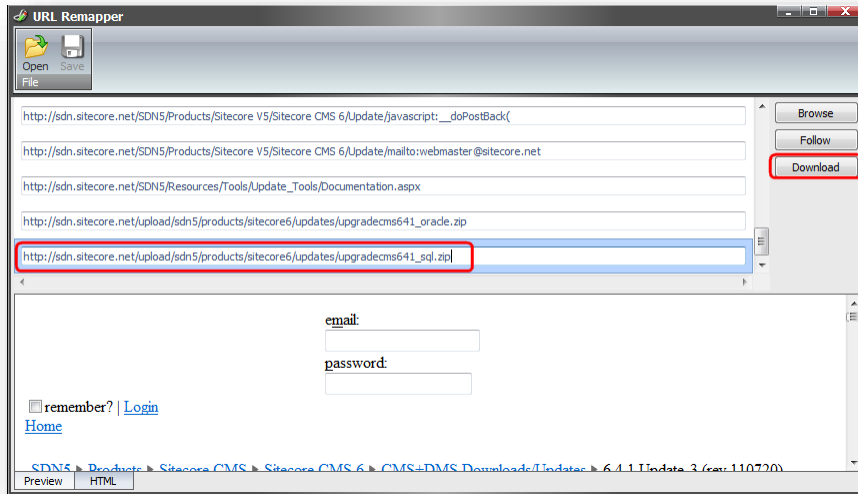 URL Remapper
Open Save
File
http://sdn.sitecore.net/SDN5/Products/Sitecore V5/Sitecore CMS 6/Update/javascript:__doPostBack(
http://sdn.sitecore.net/SDN5/Products/Sitecore V5/Sitecore CMS 6/Update/mailto:webmaster@sitecore.net
http://sdn.sitecore.net/SDN5/Resources/Tools/Update_Tools/Documentation.aspx
http://sdn.sitecore.net/upload/sdn5/products/sitecore6/updates/upgradecms641_oracle.zip
http://sdn.sitecore.net/upload/sdn5/products/sitecore6/updates/upgradecms641_sql.zip
Browse
Follow
Download
email:
password:
remember? | Login
Home
SDN5 Products Sitecore CMS Sitecore CMS 6 CMS+DMS Downloads/Updates 6.4.1 Update-3 (rev.110720)
Preview HTML